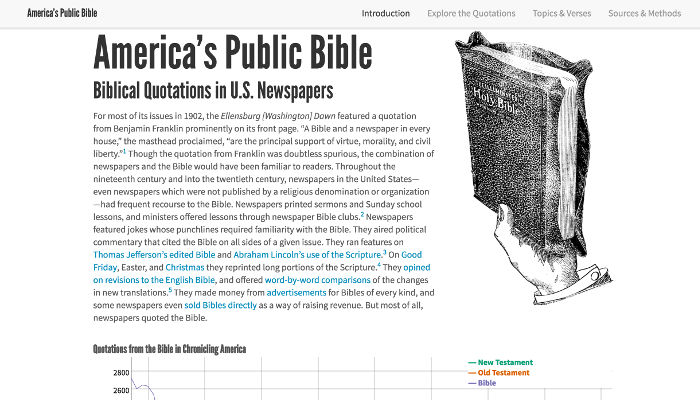 America's Public Bible
Introduction
Explore the Quotations
Topics & Verses
Sources & Methods
America's Public Bible
Biblical Quotations in U.S. Newspapers
For most of its issues in 1902, the Ellensburg [Washington] Dawn featured a quotation
from Benjamin Franklin prominently on its front page. “A Bible and a newspaper in every
house,” the masthead proclaimed, “are the principal support of virtue, morality, and civil
liberty.”1 Though the quotation from Franklin was doubtless spurious, the combination of
newspapers and the Bible would have been familiar to readers. Throughout the
nineteenth century and into the twentieth century, newspapers in the United States—
even newspapers which were not published by a religious denomination or organization
—had frequent recourse to the Bible. Newspapers printed sermons and Sunday school
lessons, and ministers offered lessons through newspaper Bible clubs.2 Newspapers
featured jokes whose punchlines required familiarity with the Bible. They aired political
commentary that cited the Bible on all sides of a given issue. They ran features on
Thomas Jefferson's edited Bible and Abraham Lincoln's use of the Scripture.3 On Good
Friday, Easter, and Christmas they reprinted long portions of the Scripture.4 They opined
on revisions to the English Bible, and offered word-by-word comparisons of the changes
in new translations.5 They made money from advertisements for Bibles of every kind, and
some newspapers even sold Bibles directly as a way of raising revenue. But most of all,
newspapers quoted the Bible.
Holy Bible
Quotations from the Bible in Chronicling America
2800
2600
New Testament
Old Testament
Bible